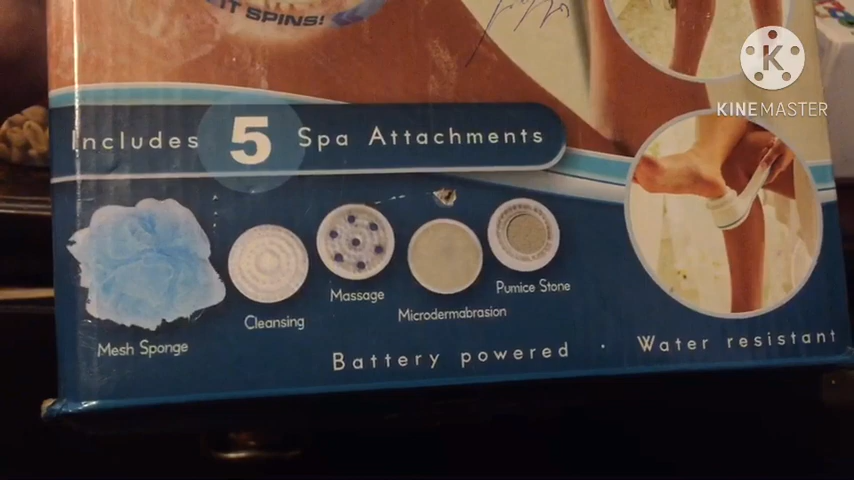 IT SPINS!
KINEMASTER
Includes 5 Spa Attachments
Mesh Sponge
Cleansing
Massage
Microdermabrasion
Pumice Stone
Battery powered · Water resistant